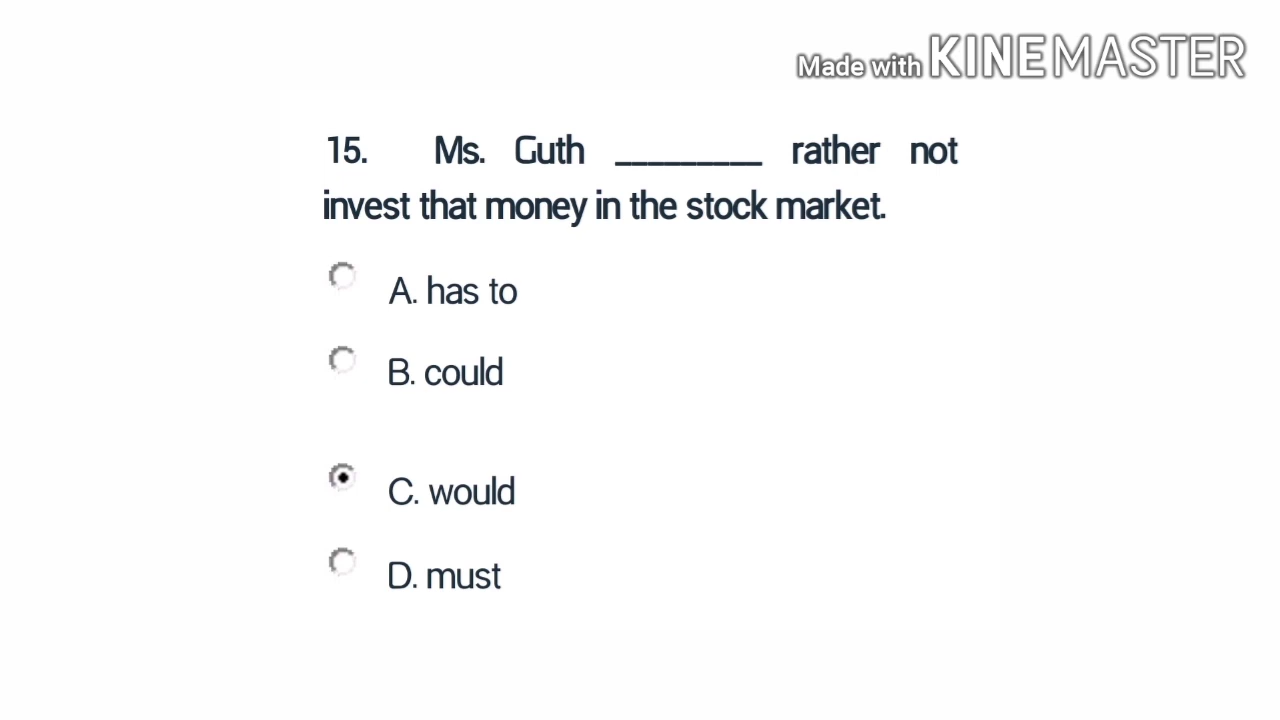 Made with KINEMASTER
15. Ms. Guth _________ rather not
invest that money in the stock market.
A. has to
B. could
C. would
D. must